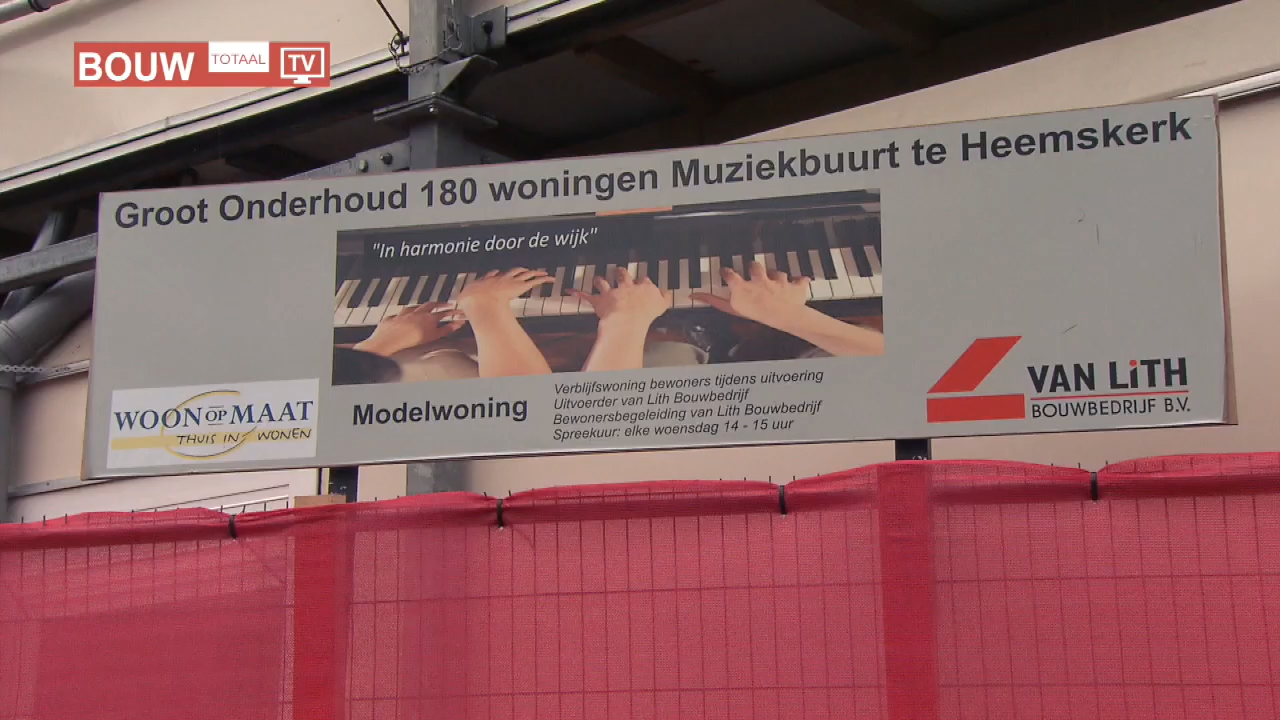 BOUW TOTAAL TV
Groot Onderhoud 180 woningen Muziekbuurt te Heemskerk
"In harmonie door de wijk"
WOON OP MAAT
THUIS IN WONEN
Modelwoning
Verblijfswoning bewoners tijdens uitvoering
Uitvoerder van Lith Bouwbedrijf
Bewonersbegeleiding van Lith Bouwbedrijf
Spreekuur: elke woensdag 14 - 15 uur
VAN LiTH
BOUWBEDRIJF B.V.